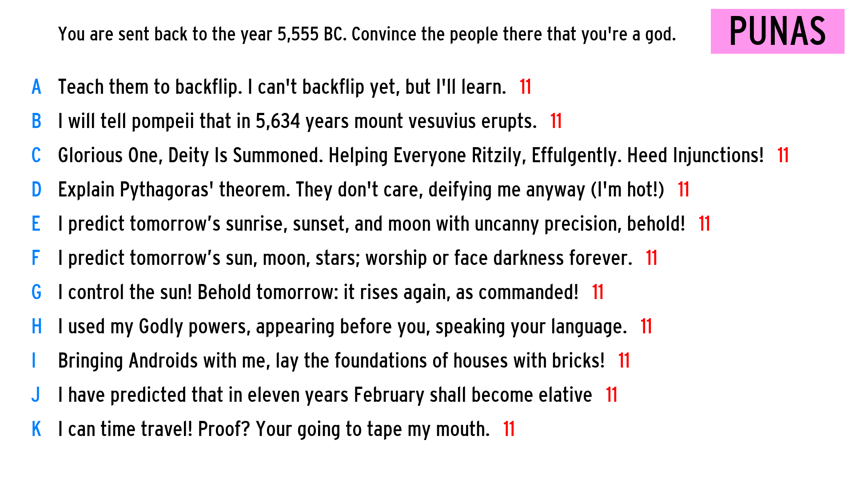 You are sent back to the year 5,555 BC. Convince the people there that you're a god.
PUNAS
A Teach them to backflip. I can't backflip yet, but I'll learn. 11
B I will tell pompeii that in 5,634 years mount vesuvius erupts. 11
C Glorious One, Deity Is Summoned. Helping Everyone Ritzily, Effulgently. Heed Injunctions! 11
D Explain Pythagoras' theorem. They don't care, deifying me anyway (I'm hot!) 11
E I predict tomorrow’s sunrise, sunset, and moon with uncanny precision, behold! 11
F I predict tomorrow’s sun, moon, stars; worship or face darkness forever. 11
G I control the sun! Behold tomorrow: it rises again, as commanded! 11
H I used my Godly powers, appearing before you, speaking your language. 11
I Bringing Androids with me, lay the foundations of houses with bricks! 11
J I have predicted that in eleven years February shall become elative 11
K I can time travel! Proof? Your going to tape my mouth. 11